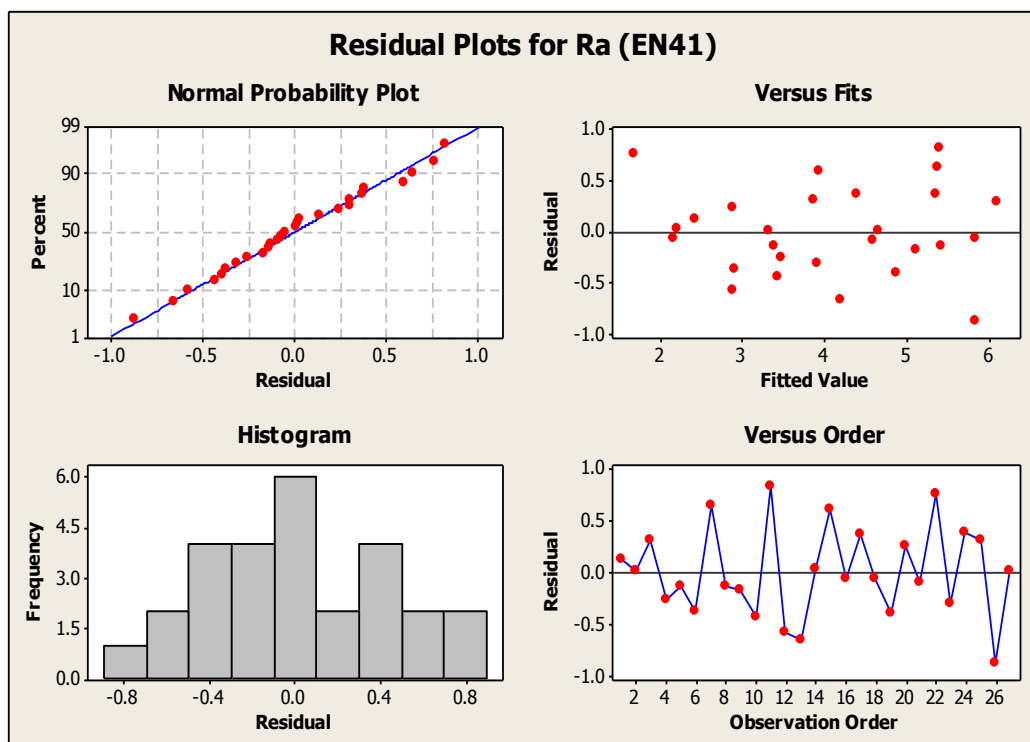 Residual Plots for Ra (EN41)
Normal Probability Plot
99
90
50
10
1
Percent
-1.0 -0.5 0.0 0.5 1.0
Residual
Versus Fits
1.0
0.5
0.0
-0.5
-1.0
Residual
2 3 4 5 6
Fitted Value
Histogram
6.0
4.5
3.0
1.5
0.0
Frequency
-0.8 -0.4 0.0 0.4 0.8
Residual
Versus Order
1.0
0.5
0.0
-0.5
-1.0
Residual
2 4 6 8 10 12 14 16 18 20 22 24 26
Observation Order